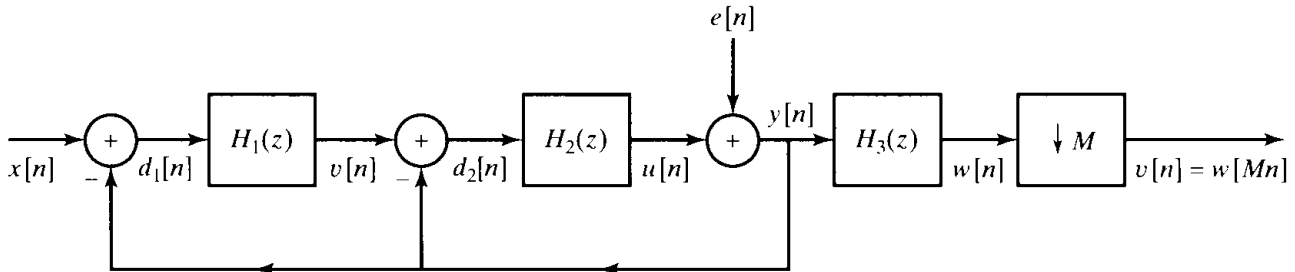 e[n]
y[n]
+ H₁(z) + H₂(z) + H₃(z) ↓ M
x[n] − d₁[n] v[n] − d₂[n] u[n] w[n] v[n] = w[Mn]